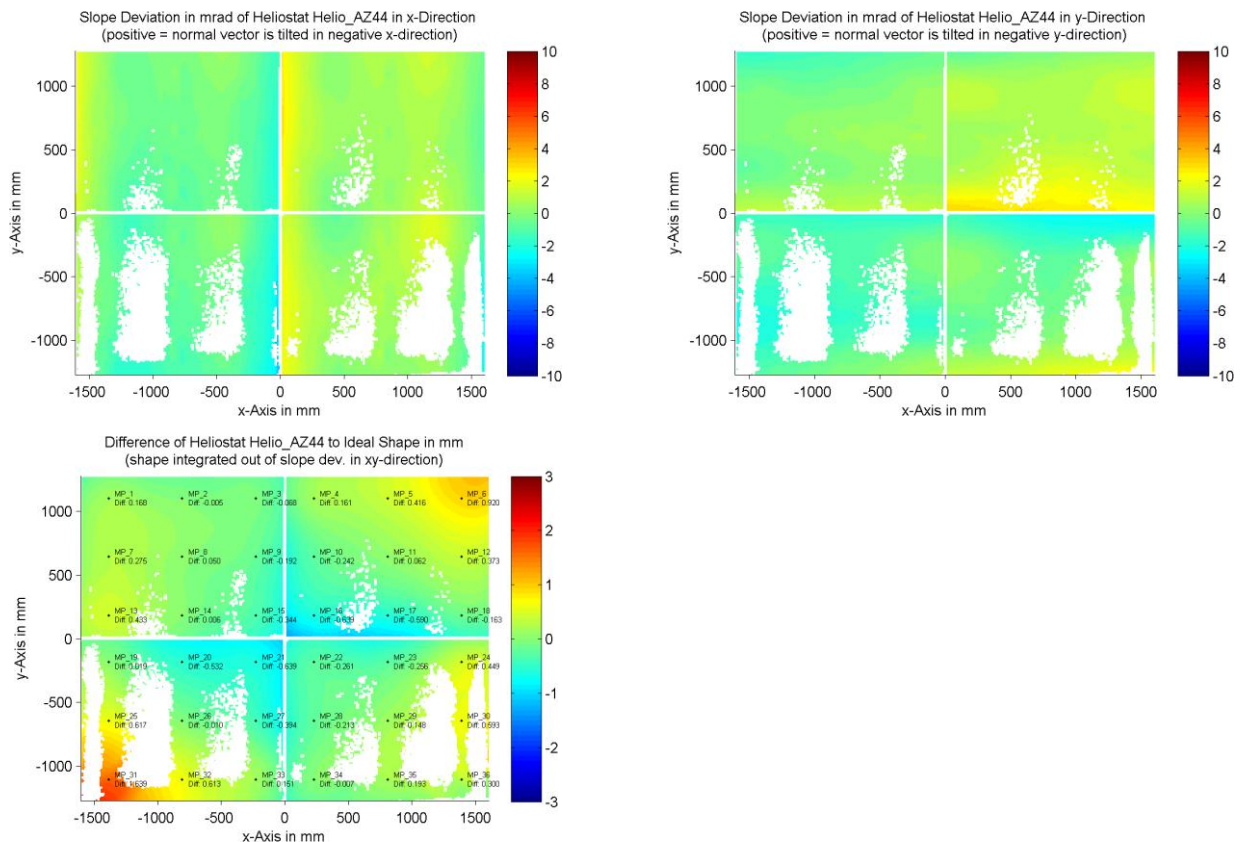 Slope Deviation in mrad of Heliostat Helio_AZ44 in x-Direction
(positive = normal vector is tilted in negative x-direction)
y-Axis in mm
1000
500
0
-500
-1000
-1500 -1000 -500 0 500 1000 1500
x-Axis in mm
10
8
6
4
2
0
-2
-4
-6
-8
-10
Slope Deviation in mrad of Heliostat Helio_AZ44 in y-Direction
(positive = normal vector is tilted in negative y-direction)
y-Axis in mm
1000
500
0
-500
-1000
-1500 -1000 -500 0 500 1000 1500
x-Axis in mm
10
8
6
4
2
0
-2
-4
-6
-8
-10
Difference of Heliostat Helio_AZ44 to Ideal Shape in mm
(shape integrated out of slope dev. in xy-direction)
y-Axis in mm
1000
500
0
-500
-1000
MP_1 MP_2 MP_3 MP_4 MP_5 MP_6
Diff: 0.168 Diff: -0.005 Diff: -0.068 Diff: 0.161 Diff: 0.416 Diff: 0.920
MP_7 MP_8 MP_9 MP_10 MP_11 MP_12
Diff: 0.275 Diff: 0.050 Diff: -0.192 Diff: -0.242 Diff: 0.062 Diff: 0.373
MP_13 MP_14 MP_15 MP_16 MP_17 MP_18
Diff: 0.433 Diff: 0.006 Diff: -0.344 Diff: -0.639 Diff: -0.590 Diff: -0.163
MP_19 MP_20 MP_21 MP_22 MP_23 MP_24
Diff: 0.019 Diff: -0.532 Diff: -0.639 Diff: -0.261 Diff: -0.256 Diff: 0.449
MP_25 MP_26 MP_27 MP_28 MP_29 MP_30
Diff: 0.617 Diff: -0.010 Diff: -0.394 Diff: -0.213 Diff: 0.148 Diff: 0.593
MP_31 MP_32 MP_33 MP_34 MP_35 MP_36
Diff: 1.639 Diff: 0.613 Diff: 0.151 Diff: -0.007 Diff: 0.193 Diff: 0.300
-1500 -1000 -500 0 500 1000 1500
x-Axis in mm
3
2
1
0
-1
-2
-3